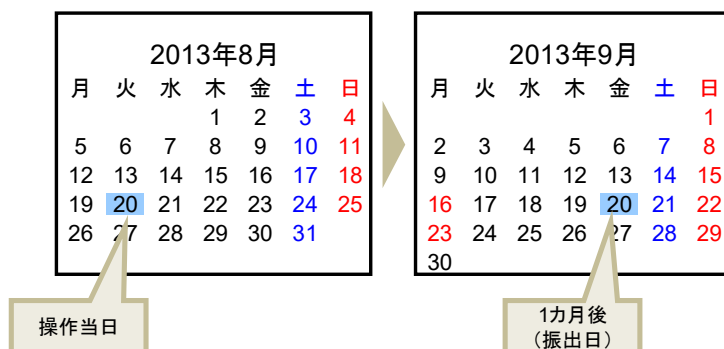 2013年8月
月 火 水 木 金 土 日
1 2 3 4
5 6 7 8 9 10 11
12 13 14 15 16 17 18
19 20 21 22 23 24 25
26 27 28 29 30 31
操作当日
2013年9月
月 火 水 木 金 土 日
1
2 3 4 5 6 7 8
9 10 11 12 13 14 15
16 17 18 19 20 21 22
23 24 25 26 27 28 29
30
1カ月後
（振出日）